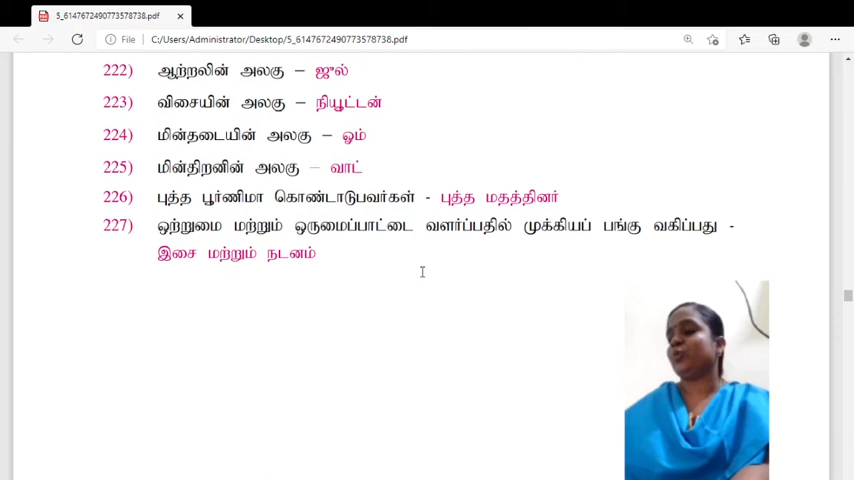 5_6147672490773578738.pdf
File C:/Users/Administrator/Desktop/5_6147672490773578738.pdf
222) ஆற்றலின் அலகு – ஜுல்
223) விசையின் அலகு – நியூட்டன்
224) மின்தடையின் அலகு – ஓம்
225) மின்திறனின் அலகு – வாட்
226) புத்த பூர்ணிமா கொண்டாடுபவர்கள் - புத்த மதத்தினர்
227) ஒற்றுமை மற்றும் ஒருமைப்பாட்டை வளர்ப்பதில் முக்கியப் பங்கு வகிப்பது -
இசை மற்றும் நடனம்